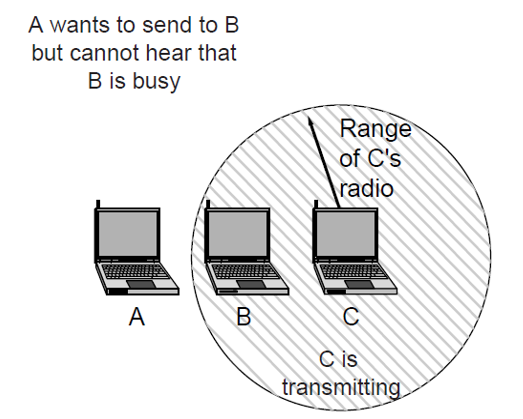 A wants to send to B
but cannot hear that
B is busy
Range
of C's
radio
A
B
C
C is
transmitting